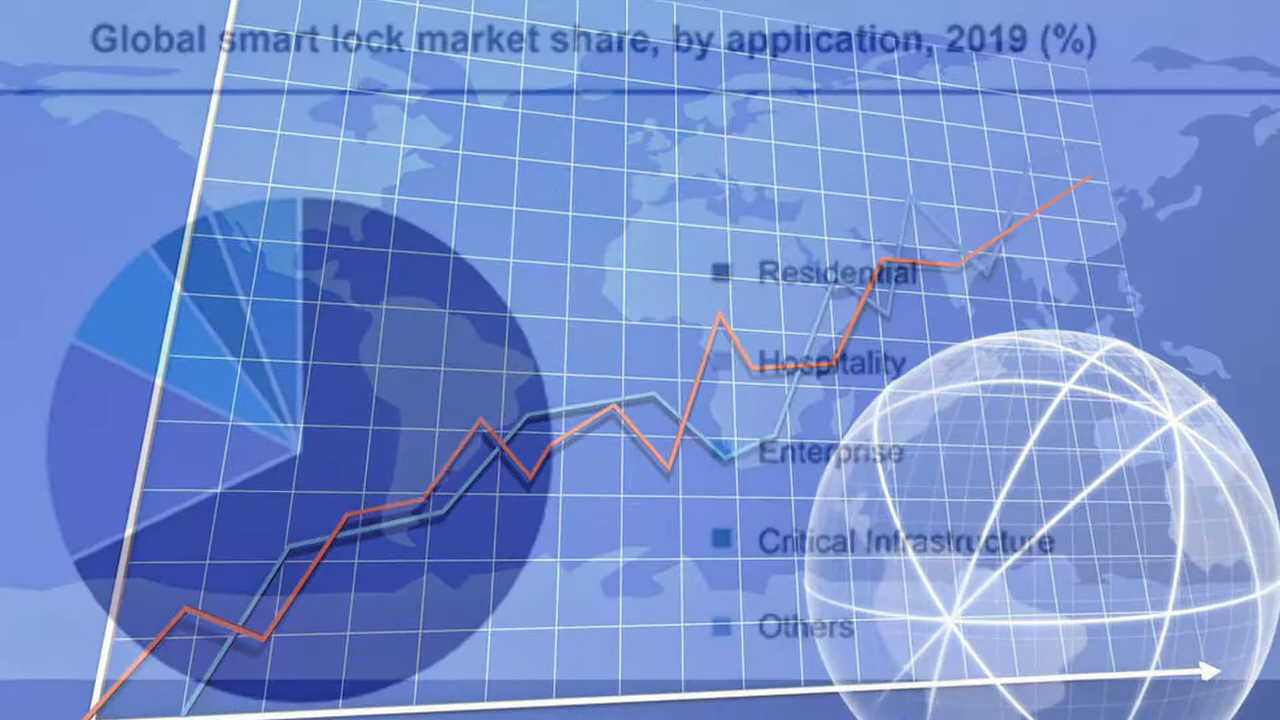 Global smart lock market share, by application, 2019 (%)
Residential
Hospitality
Enterprise
Critical Infrastructure
Others